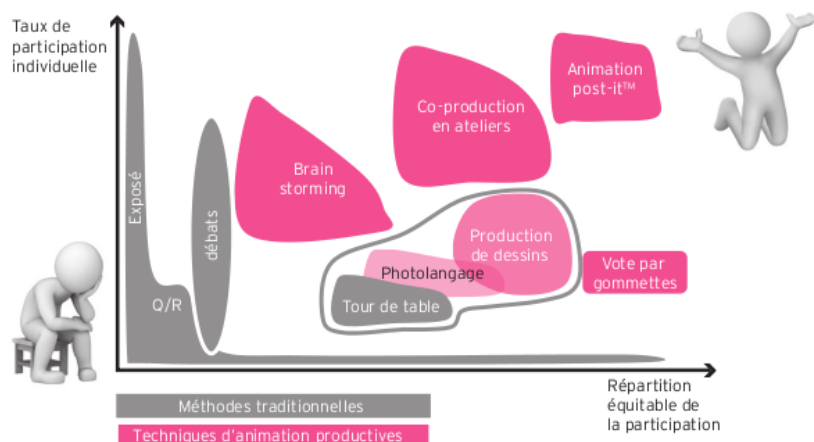 Taux de
participation
individuelle
Exposé
Q/R
débats
Brain
storming
Co-production
en ateliers
Animation
post-it™
Production
de dessins
Photolangage
Tour de table
Vote par
gommettes
Répartition
équitable de
la participation
Méthodes traditionnelles
Techniques d'animation productives